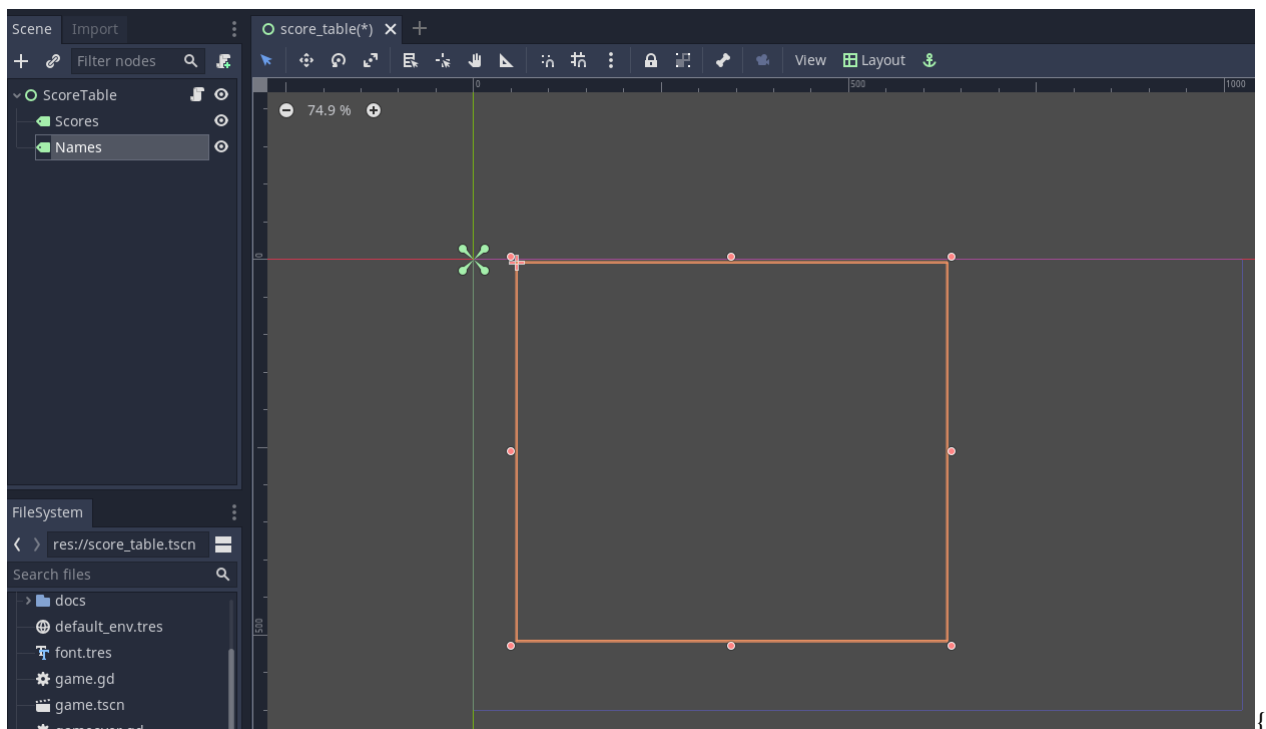 Scene Import
score_table(*)
Filter nodes
View Layout
0 500 1000
ScoreTable
74.9 %
Scores
Names
0
FileSystem
res://score_table.tscn
Search files
docs
default_env.tres
500
font.tres
game.gd
game.tscn
{